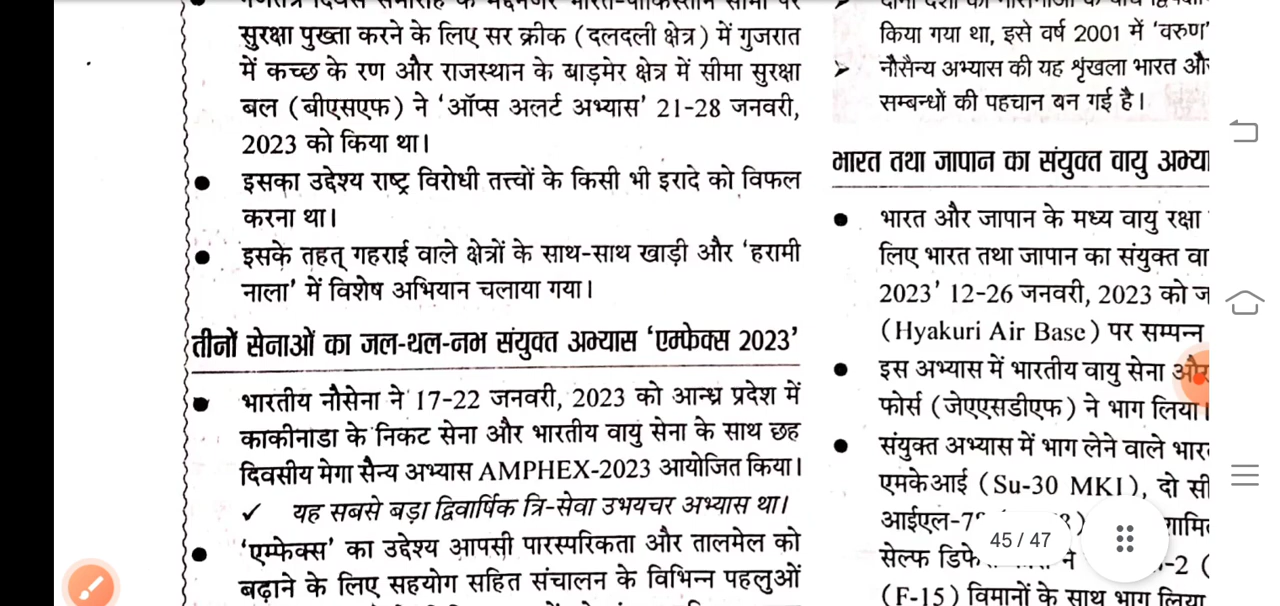 सुरक्षा पुख्ता करने के लिए सर क्रीक (दलदली क्षेत्र) में गुजरात
में कच्छ के रण और राजस्थान के बाड़मेर क्षेत्र में सीमा सुरक्षा
बल (बीएसएफ) ने ‘ऑप्स अलर्ट अभ्यास’ 21-28 जनवरी,
2023 को किया था।
● इसका उद्देश्य राष्ट्र विरोधी तत्त्वों के किसी भी इरादे को विफल
करना था।
● इसके तहत् गहराई वाले क्षेत्रों के साथ-साथ खाड़ी और ‘हरामी
नाला’ में विशेष अभियान चलाया गया।
तीनों सेनाओं का जल-थल-नभ संयुक्त अभ्यास ‘एम्फेक्स 2023’
● भारतीय नौसेना ने 17-22 जनवरी, 2023 को आन्ध्र प्रदेश में
काकीनाडा के निकट सेना और भारतीय वायु सेना के साथ छह
दिवसीय मेगा सैन्य अभ्यास AMPHEX-2023 आयोजित किया।
✓ यह सबसे बड़ा द्विवार्षिक त्रि-सेवा उभयचर अभ्यास था।
● ‘एम्फेक्स’ का उद्देश्य आपसी पारस्परिकता और तालमेल को
बढ़ाने के लिए सहयोग सहित संचालन के विभिन्न पहलुओं
किया गया था, इसे वर्ष 2001 में ‘वरुण’
➢ नौसैन्य अभ्यास की यह शृंखला भारत
सम्बन्धों की पहचान बन गई है।
भारत तथा जापान का संयुक्त वायु
● भारत और जापान के मध्य वायु रक्षा
लिए भारत तथा जापान का संयुक्त
2023’ 12-26 जनवरी, 2023 को
(Hyakuri Air Base) पर सम्पन्न
● इस अभ्यास में भारतीय वायु सेना और
फोर्स (जेएएसडीएफ) ने भाग लिया।
● संयुक्त अभ्यास में भाग लेने वाले
एमकेआई (Su-30 MKI), दो
सेल्फ
(F-15) विमानों के साथ भाग लिया
45 / 47